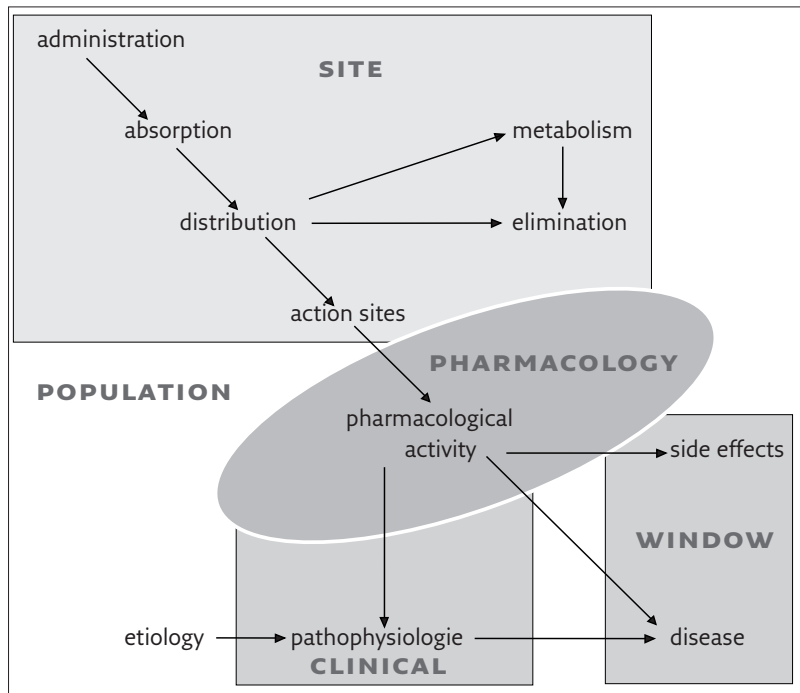 administration
SITE
absorption
metabolism
distribution
elimination
action sites
PHARMACOLOGY
POPULATION
pharmacological
activity
side effects
WINDOW
etiology
pathophysiologie
disease
CLINICAL